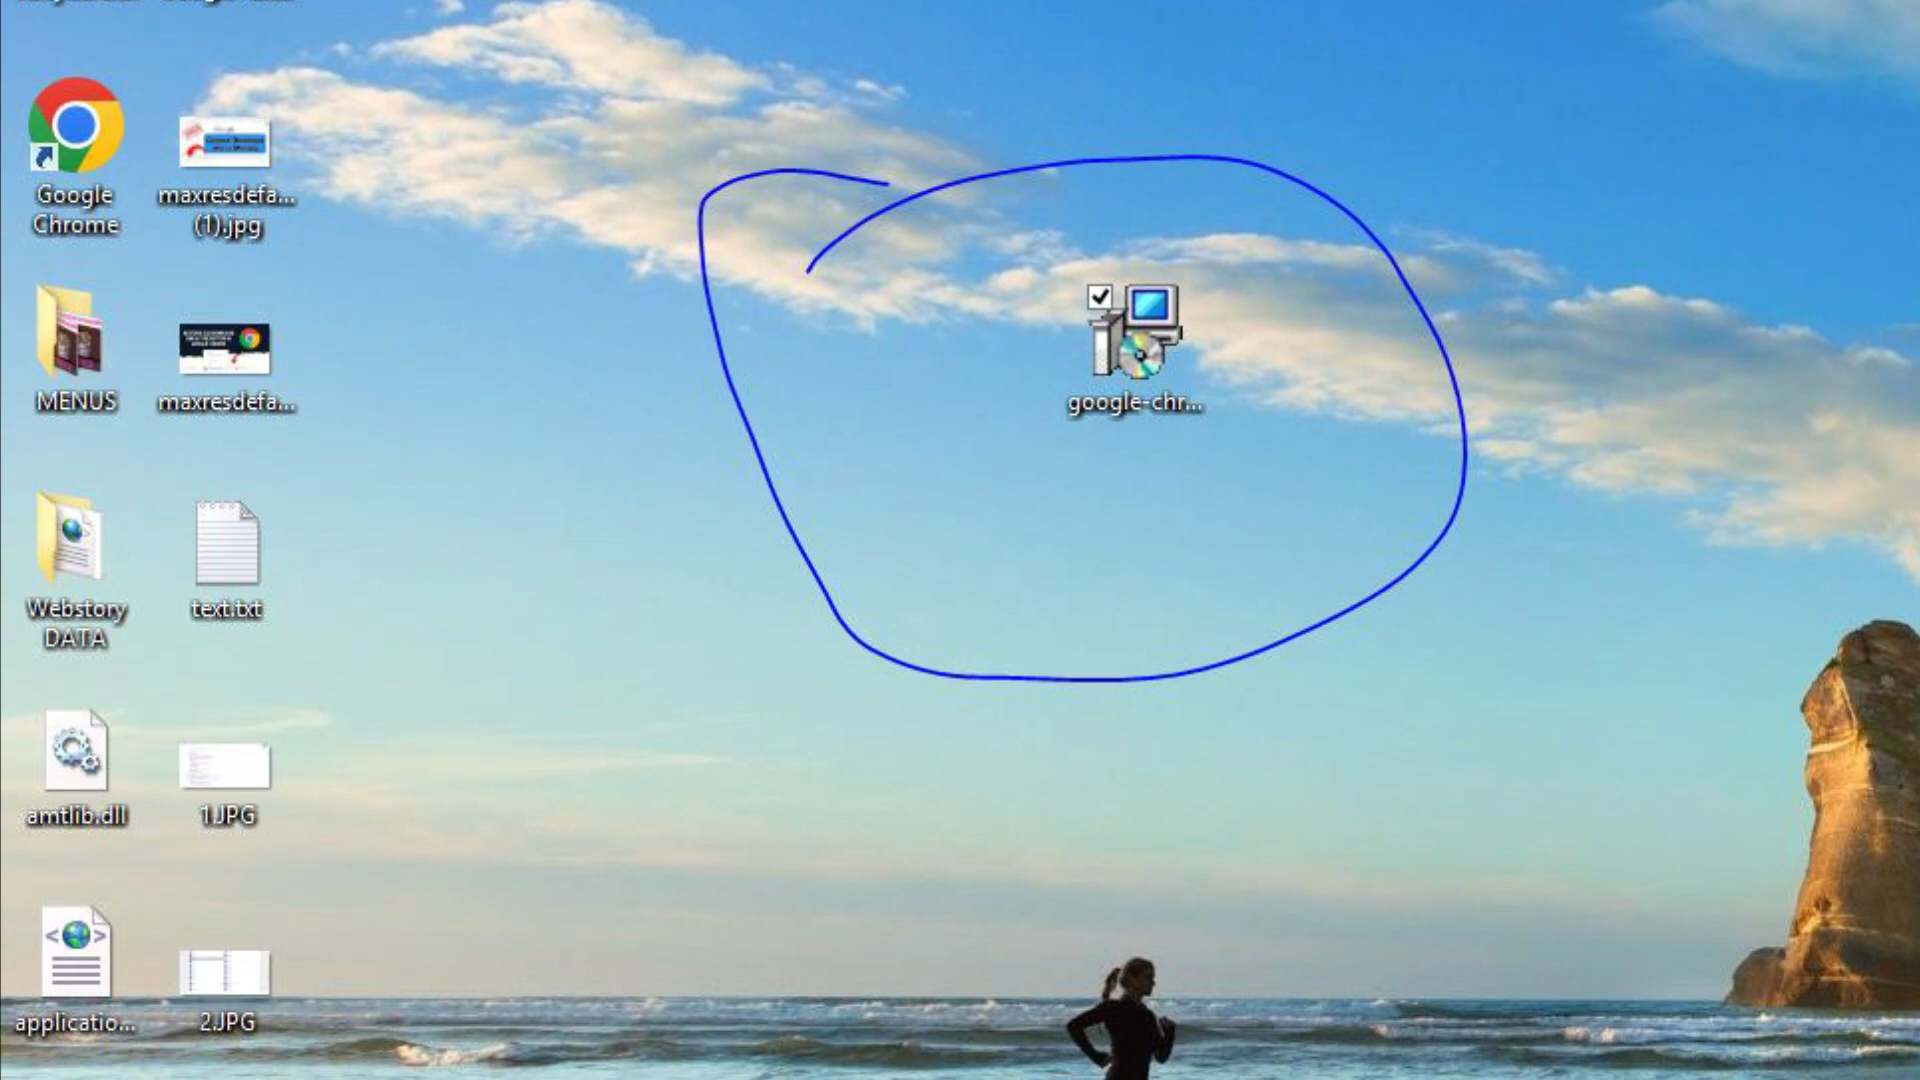 Google
Chrome
maxresdefa...
(1).jpg
MENUS
maxresdefa...
google-chr...
Webstory
DATA
text.txt
amtlib.dll
1.JPG
applicatio...
2.JPG